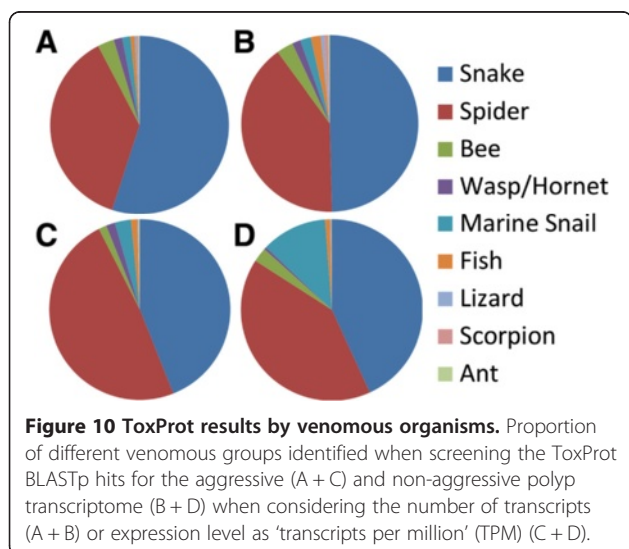 A
B
C
D
Snake
Spider
Bee
Wasp/Hornet
Marine Snail
Fish
Lizard
Scorpion
Ant
Figure 10 ToxProt results by venomous organisms. Proportion
of different venomous groups identified when screening the ToxProt
BLASTp hits for the aggressive (A + C) and non-aggressive polyp
transcriptome (B + D) when considering the number of transcripts
(A + B) or expression level as ‘transcripts per million’ (TPM) (C + D).